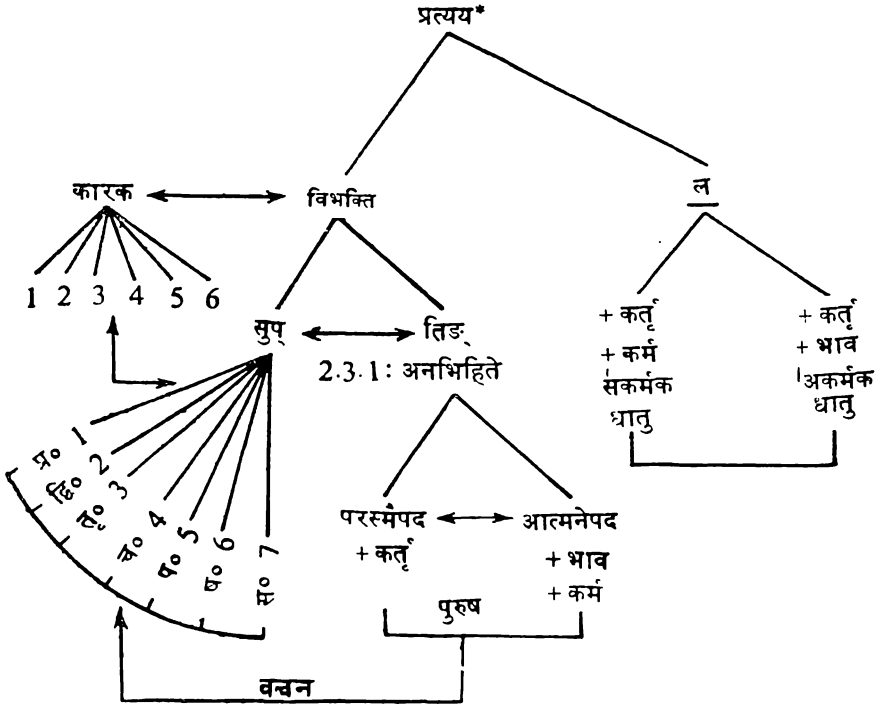 प्रत्यय*
कारक
विभक्ति
ल
1 2 3 4 5 6
सुप्
तिङ्
2.3.1: अनभिहिते
+ कर्तृ
+ कर्म
सकर्मक
धातु
+ कर्तृ
+ भाव
अकर्मक
धातु
प्र० 1
द्वि० 2
तृ० 3
च० 4
प० 5
ष० 6
स० 7
परस्मैपद
+ कर्तृ
आत्मनेपद
+ भाव
+ कर्म
पुरुष
वचन